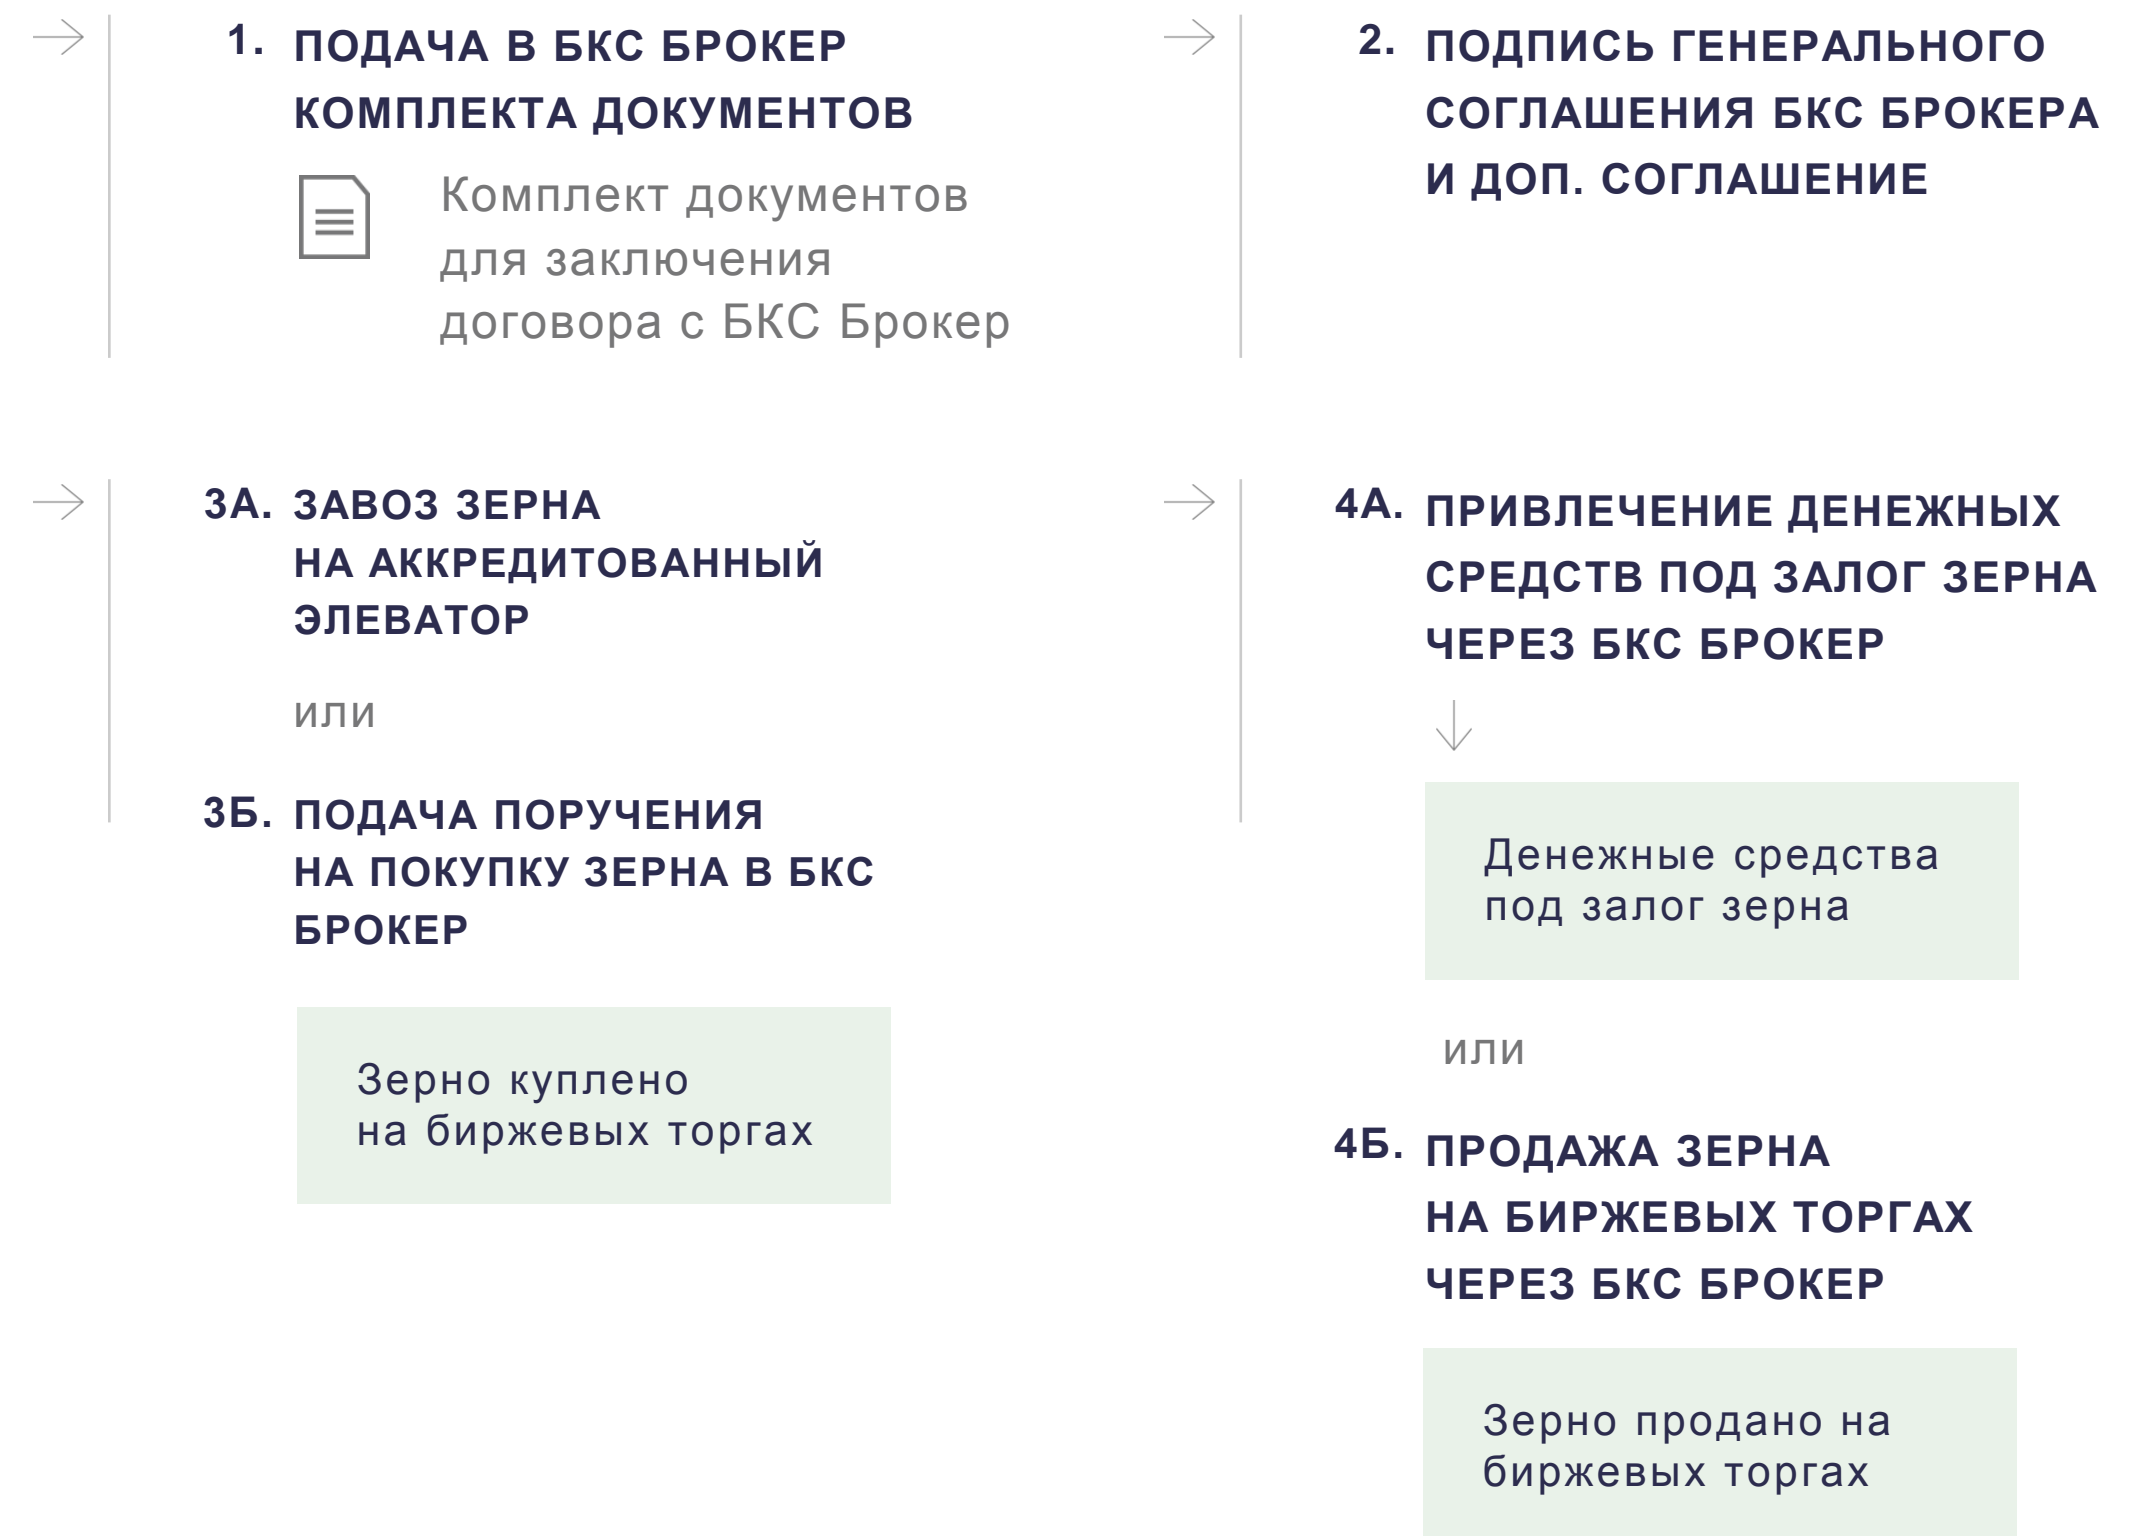 1. ПОДАЧА В БКС БРОКЕР
КОМПЛЕКТА ДОКУМЕНТОВ
Комплект документов
для заключения
договора с БКС Брокер
2. ПОДПИСЬ ГЕНЕРАЛЬНОГО
СОГЛАШЕНИЯ БКС БРОКЕРА
И ДОП. СОГЛАШЕНИЕ
3А. ЗАВОЗ ЗЕРНА
НА АККРЕДИТОВАННЫЙ
ЭЛЕВАТОР
или
3Б. ПОДАЧА ПОРУЧЕНИЯ
НА ПОКУПКУ ЗЕРНА В БКС
БРОКЕР
Зерно куплено
на биржевых торгах
4А. ПРИВЛЕЧЕНИЕ ДЕНЕЖНЫХ
СРЕДСТВ ПОД ЗАЛОГ ЗЕРНА
ЧЕРЕЗ БКС БРОКЕР
Денежные средства
под залог зерна
или
4Б. ПРОДАЖА ЗЕРНА
НА БИРЖЕВЫХ ТОРГАХ
ЧЕРЕЗ БКС БРОКЕР
Зерно продано на
биржевых торгах